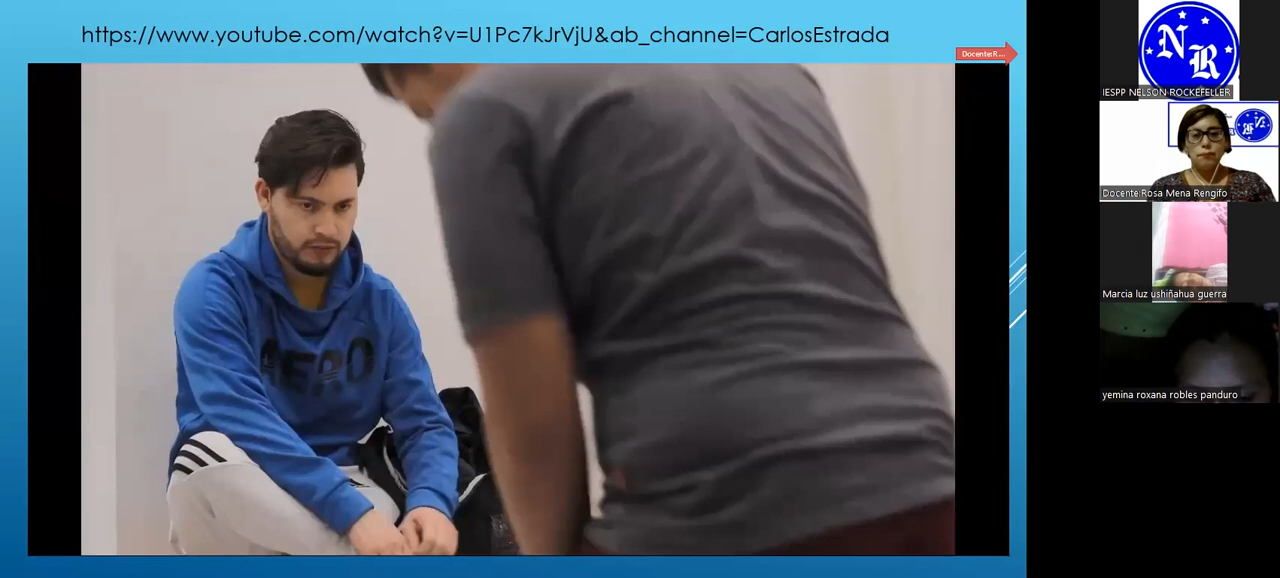 https://www.youtube.com/watch?v=U1Pc7kJrVjU&ab_channel=CarlosEstrada
Docente:R...
AERO
NR
IESPP NELSON ROCKEFELLER
Docente:Rosa Mena Rengifo
Marcia luz ushiñahua guerra
yemina roxana robles panduro